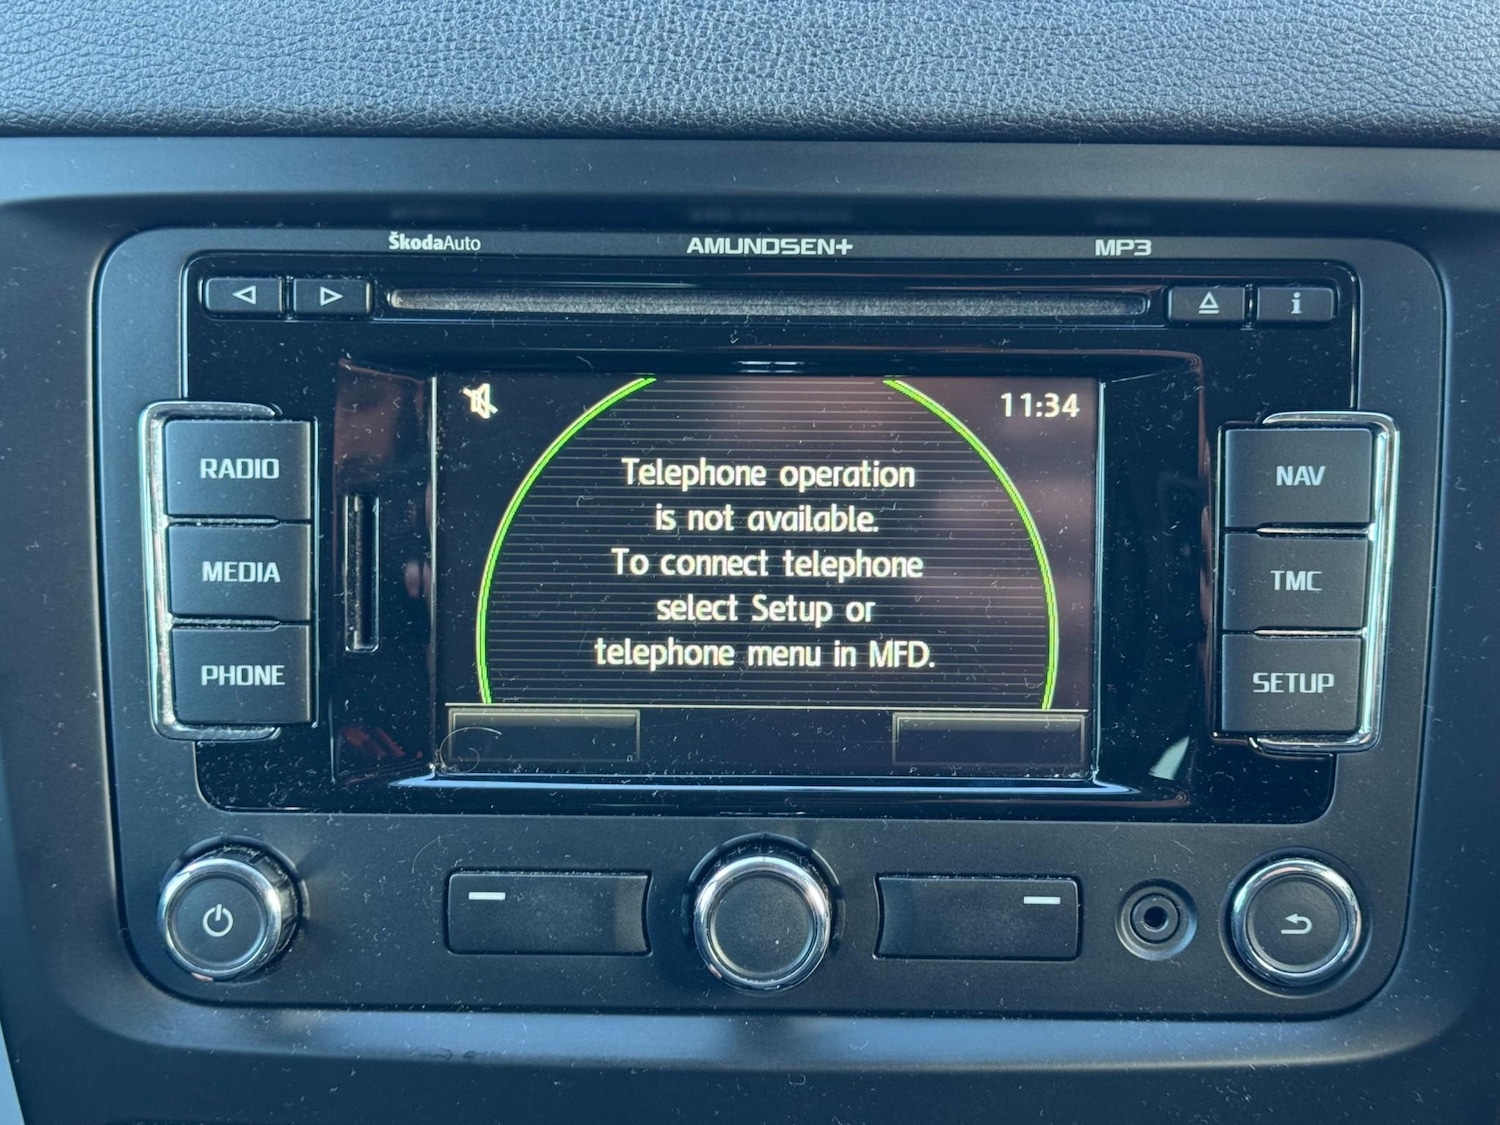 ŠkodaAuto AMUNDSEN+ MP3
i
11:34
RADIO
MEDIA
PHONE
Telephone operation
is not available.
To connect telephone
select Setup or
telephone menu in MFD.
NAV
TMC
SETUP